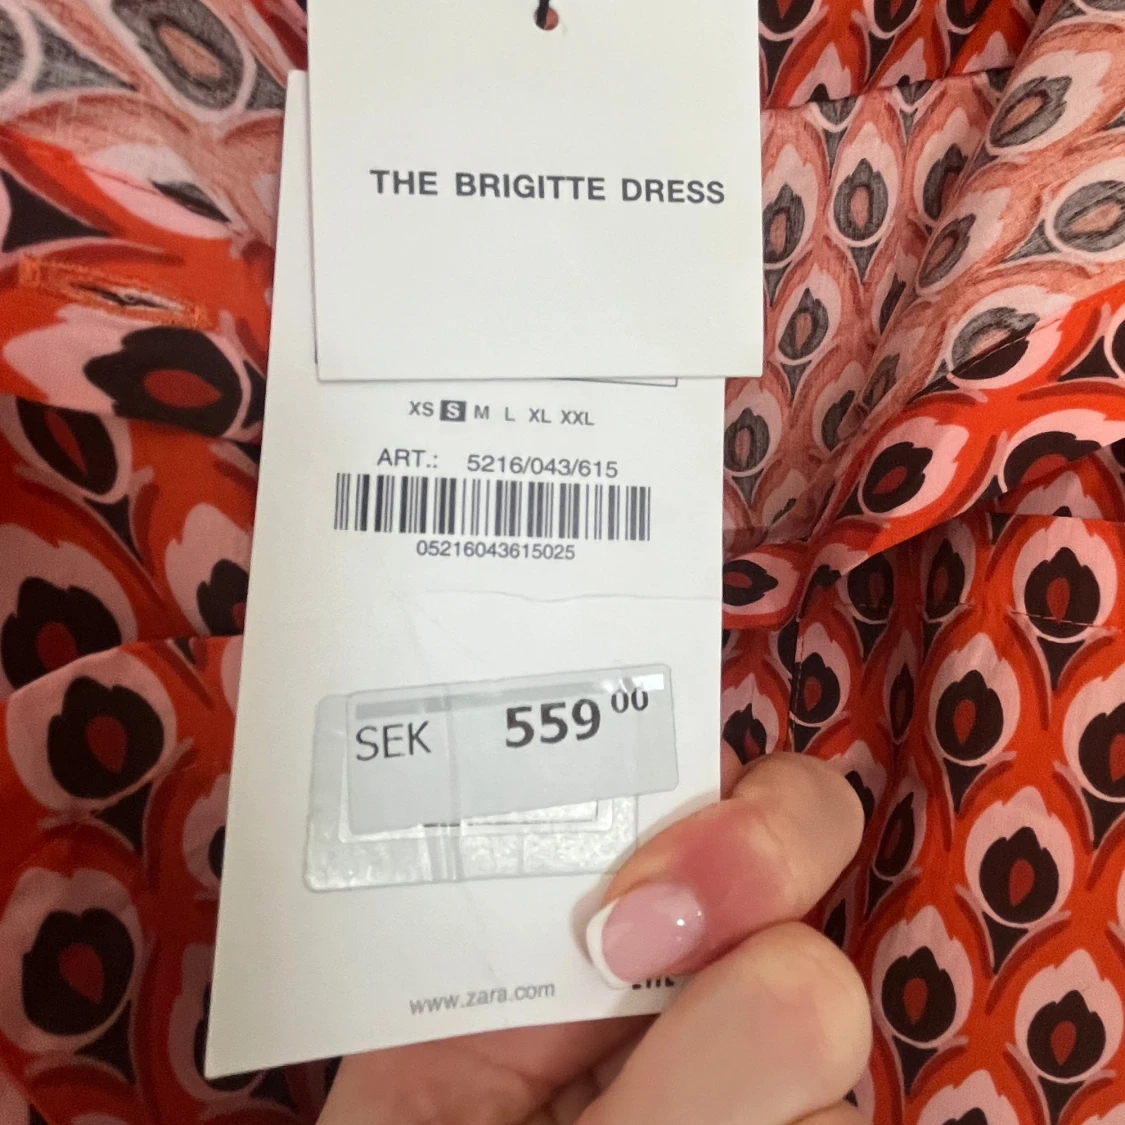 THE BRIGITTE DRESS
XS S M L XL XXL
ART.: 5216/043/615
05216043615025
SEK 559 00
www.zara.com